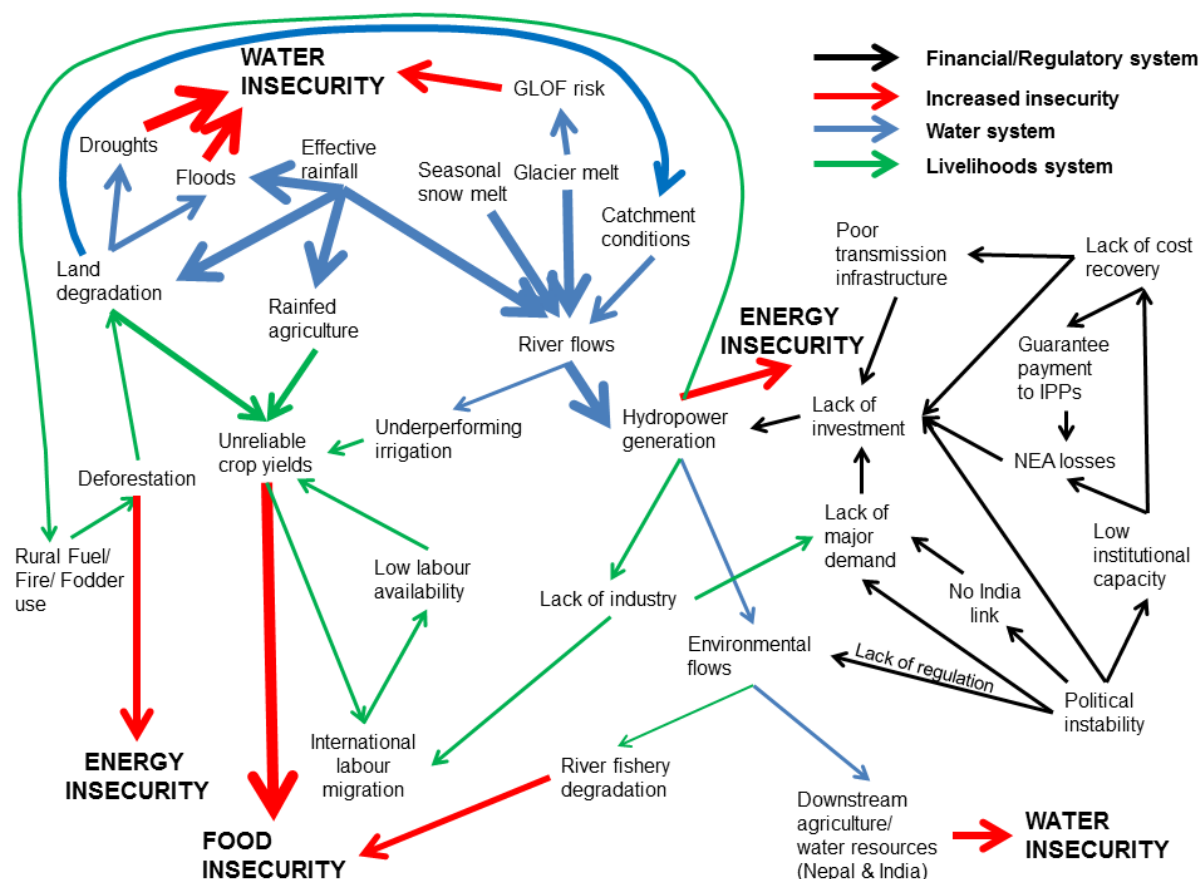 WATER
INSECURITY
GLOF risk
Financial/Regulatory system
Increased insecurity
Water system
Livelihoods system
Droughts
Floods
Effective
rainfall
Seasonal
snow melt
Glacier melt
Catchment
conditions
Land
degradation
Rainfed
agriculture
River flows
Poor
transmission
infrastructure
Lack of cost
recovery
ENERGY
INSECURITY
Guarantee
payment
to IPPs
Unreliable
crop yields
Underperforming
irrigation
Hydropower
generation
Lack of
investment
NEA losses
Deforestation
Rural Fuel/
Fire/ Fodder
use
Low labour
availability
Lack of industry
Lack of
major
demand
No India
link
Low
institutional
capacity
Environmental
flows
Lack of regulation
Political
instability
ENERGY
INSECURITY
International
labour
migration
River fishery
degradation
FOOD
INSECURITY
Downstream
agriculture/
water resources
(Nepal & India)
WATER
INSECURITY